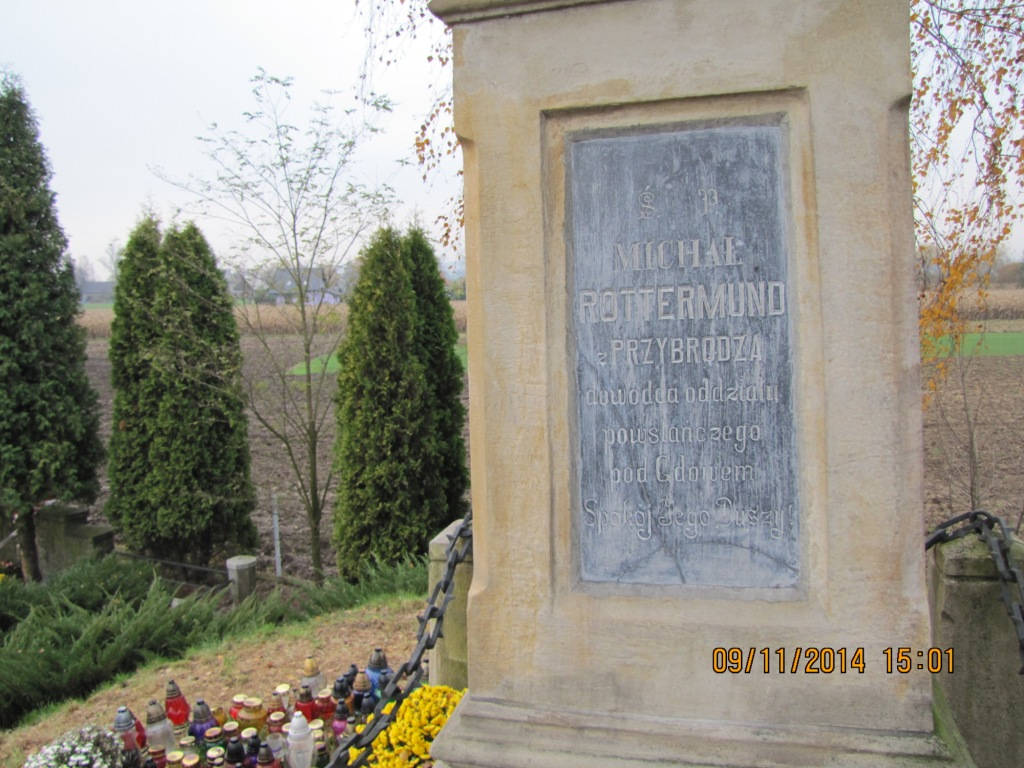 Ś P
MICHAŁ
ROTTERMUND
z PRZYBRODZA
dowódca oddziału
powstańczego
pod Gdowem
Spokój Jego Duszy!
09/11/2014 15:01